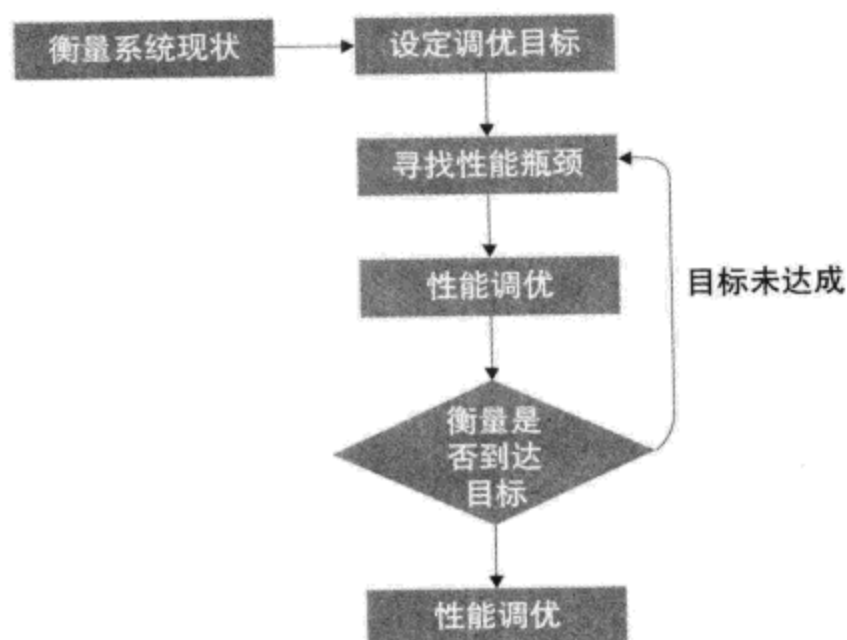 衡量系统现状
设定调优目标
寻找性能瓶颈
性能调优
目标未达成
衡量是
否到达
目标
性能调优